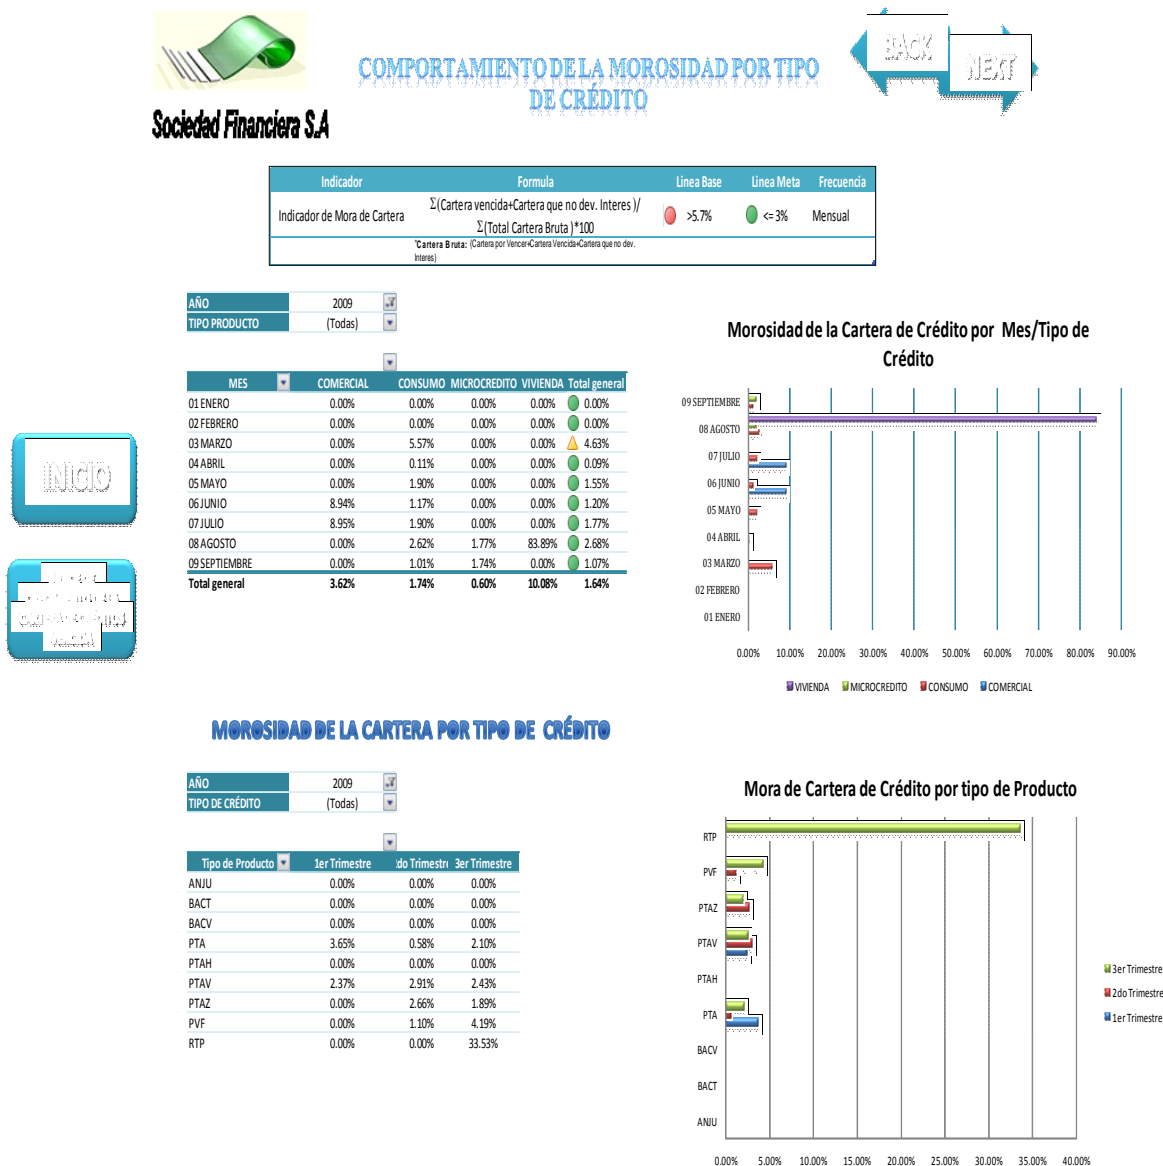 BACK
NEXT
COMPORTAMIENTO DE LA MOROSIDAD POR TIPO
DE CRÉDITO
Sociedad Financiera S.A
Indicador Formula Linea Base Linea Meta Frecuencia
Indicador de Mora de Cartera Σ(Cartera vencida+Cartera que no dev. Interes )/ >5.7% <= 3% Mensual
Σ(Total Cartera Bruta )*100
*Cartera Bruta: (Cartera por Vencer+Cartera Vencida+Cartera que no dev.
Interes)
AÑO 2009
TIPO PRODUCTO (Todas)
MES COMERCIAL CONSUMO MICROCREDITO VIVIENDA Total general
01 ENERO 0.00% 0.00% 0.00% 0.00% 0.00%
02 FEBRERO 0.00% 0.00% 0.00% 0.00% 0.00%
03 MARZO 0.00% 5.57% 0.00% 0.00% 4.63%
04 ABRIL 0.00% 0.11% 0.00% 0.00% 0.09%
05 MAYO 0.00% 1.90% 0.00% 0.00% 1.55%
06 JUNIO 8.94% 1.17% 0.00% 0.00% 1.20%
07 JULIO 8.95% 1.90% 0.00% 0.00% 1.77%
08 AGOSTO 0.00% 2.62% 1.77% 83.89% 2.68%
09 SEPTIEMBRE 0.00% 1.01% 1.74% 0.00% 1.07%
Total general 3.62% 1.74% 0.60% 10.08% 1.64%
Morosidad de la Cartera de Crédito por Mes/Tipo de
Crédito
09 SEPTIEMBRE
08 AGOSTO
07 JULIO
06 JUNIO
05 MAYO
04 ABRIL
03 MARZO
02 FEBRERO
01 ENERO
0.00% 10.00% 20.00% 30.00% 40.00% 50.00% 60.00% 70.00% 80.00% 90.00%
VIVIENDA MICROCREDITO CONSUMO COMERCIAL
INICIO
MOROSIDAD DE LA CARTERA POR TIPO DE CRÉDITO
AÑO 2009
TIPO DE CRÉDITO (Todas)
Tipo de Producto 1er Trimestre 2do Trimestre 3er Trimestre
ANJU 0.00% 0.00% 0.00%
BACT 0.00% 0.00% 0.00%
BACV 0.00% 0.00% 0.00%
PTA 3.65% 0.58% 2.10%
PTAH 0.00% 0.00% 0.00%
PTAV 2.37% 2.91% 2.43%
PTAZ 0.00% 2.66% 1.89%
PVF 0.00% 1.10% 4.19%
RTP 0.00% 0.00% 33.53%
Mora de Cartera de Crédito por tipo de Producto
RTP
PVF
PTAZ
PTAV
PTAH
PTA
BACV
BACT
ANJU
3er Trimestre
2do Trimestre
1er Trimestre
0.00% 5.00% 10.00% 15.00% 20.00% 25.00% 30.00% 35.00% 40.00%